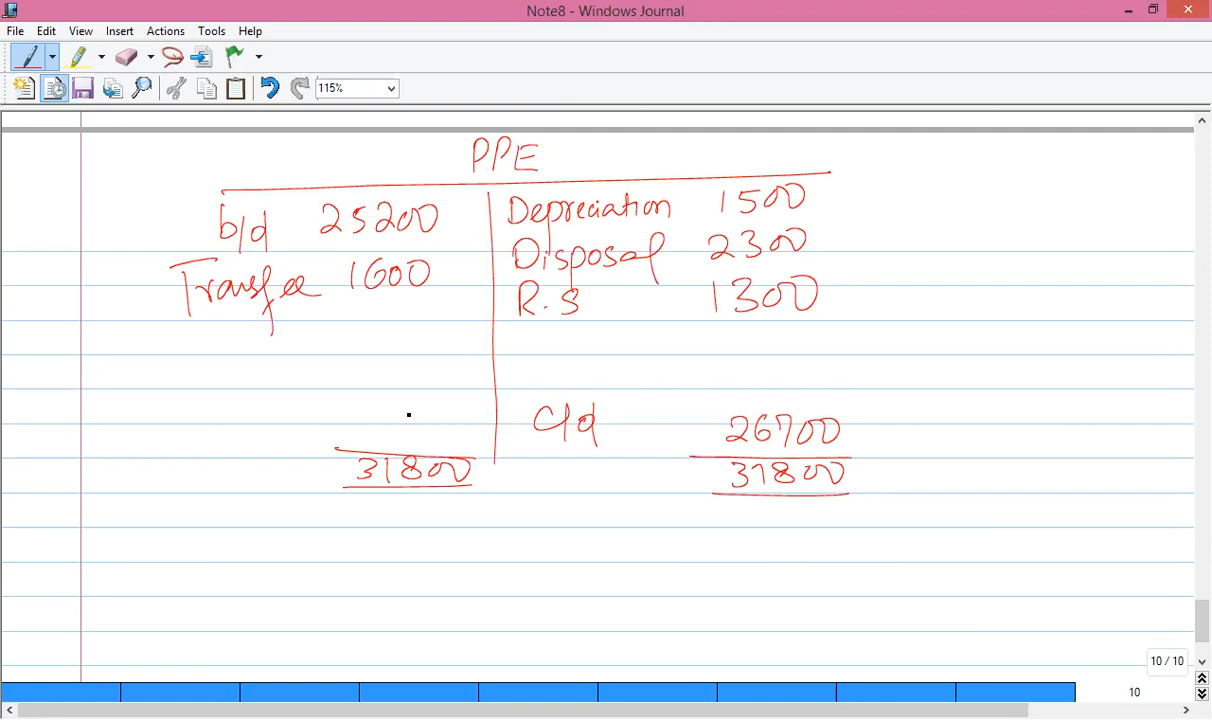 Note8 - Windows Journal
File Edit View Insert Actions Tools Help
115%
PPE
b/d 25200 Depreciation 1500
Transfer 1600 Disposal 2300
R.S 1300
c/d 26700
31800 31800
10 / 10
10